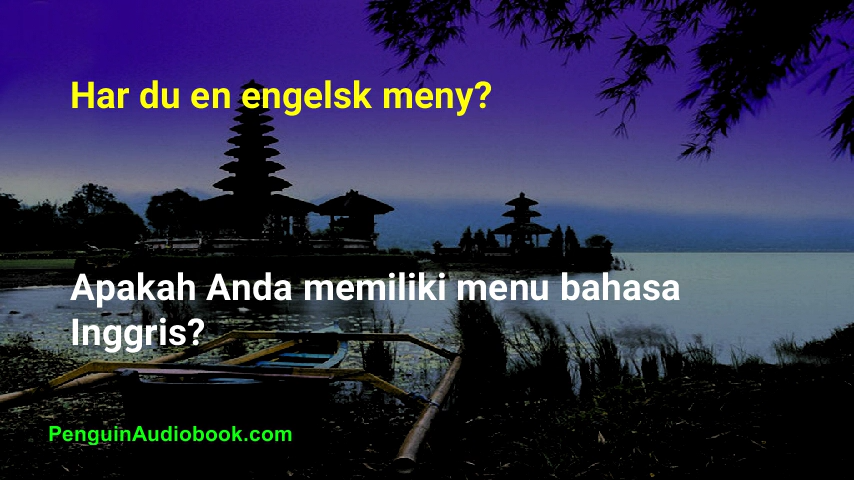 Har du en engelsk meny?
Apakah Anda memiliki menu bahasa
Inggris?
PenguinAudiobook.com